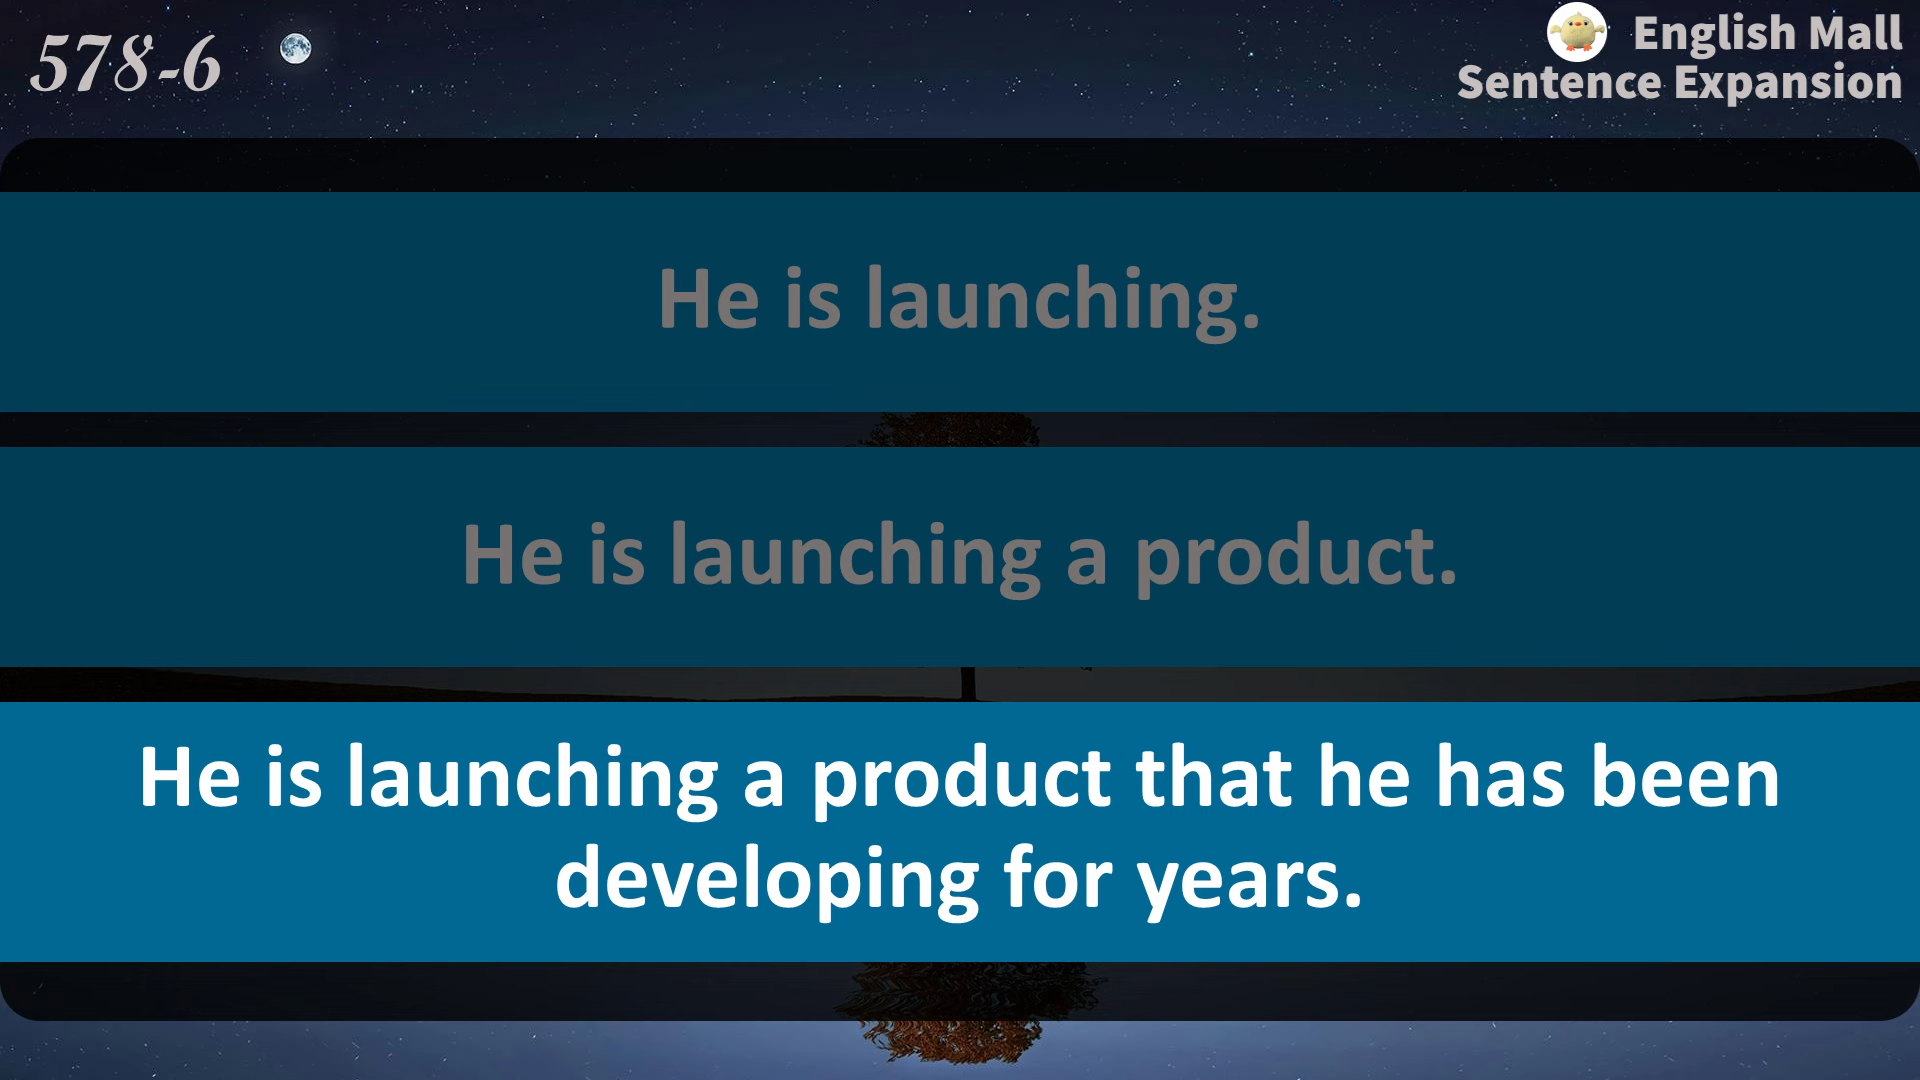 578-6
English Mall
Sentence Expansion
He is launching.
He is launching a product.
He is launching a product that he has been
developing for years.